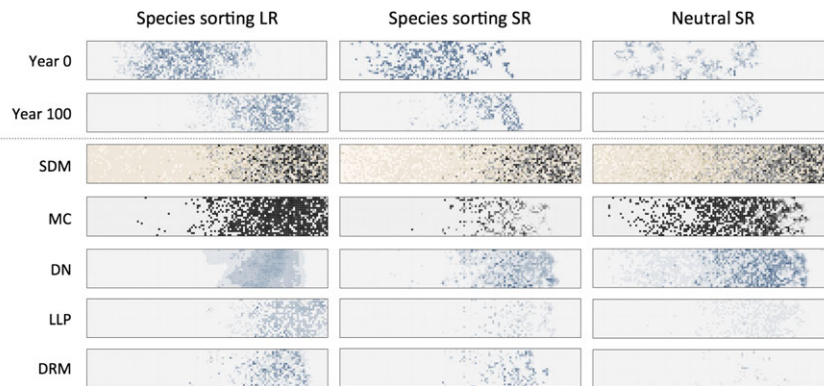 Species sorting LR Species sorting SR Neutral SR
Year 0
Year 100
SDM
MC
DN
LLP
DRM